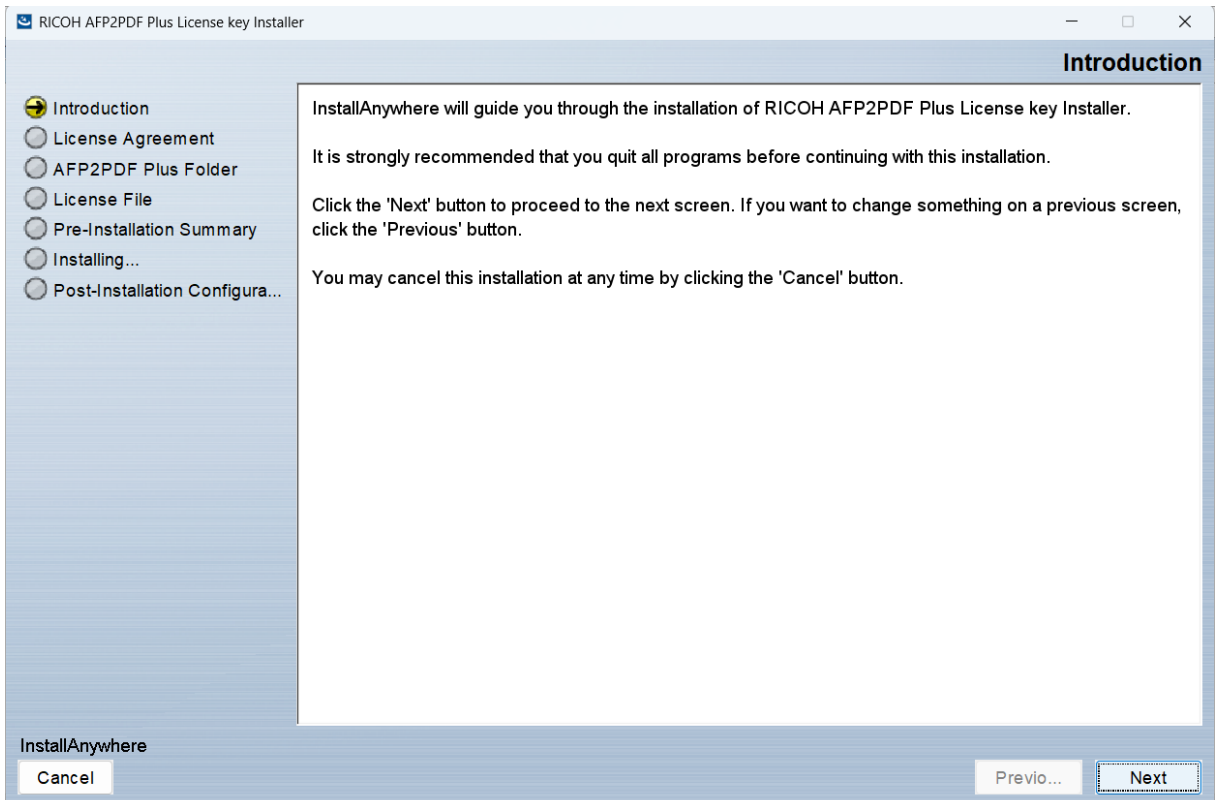 RICOH AFP2PDF Plus License key Installer
Introduction
Introduction
License Agreement
AFP2PDF Plus Folder
License File
Pre-Installation Summary
Installing...
Post-Installation Configura...
InstallAnywhere will guide you through the installation of RICOH AFP2PDF Plus License key Installer.
It is strongly recommended that you quit all programs before continuing with this installation.
Click the 'Next' button to proceed to the next screen. If you want to change something on a previous screen,
click the 'Previous' button.
You may cancel this installation at any time by clicking the 'Cancel' button.
InstallAnywhere
Cancel
Previo...
Next